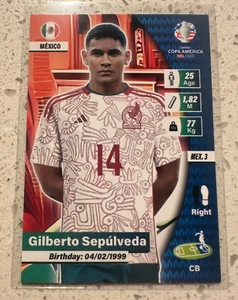 MÉXICO
COPA AMERICA
25
Age
1,82
M
77
Kg
MEX. 3
14
Right
Gilberto Sepúlveda
Birthday: 04/02/1999
CB